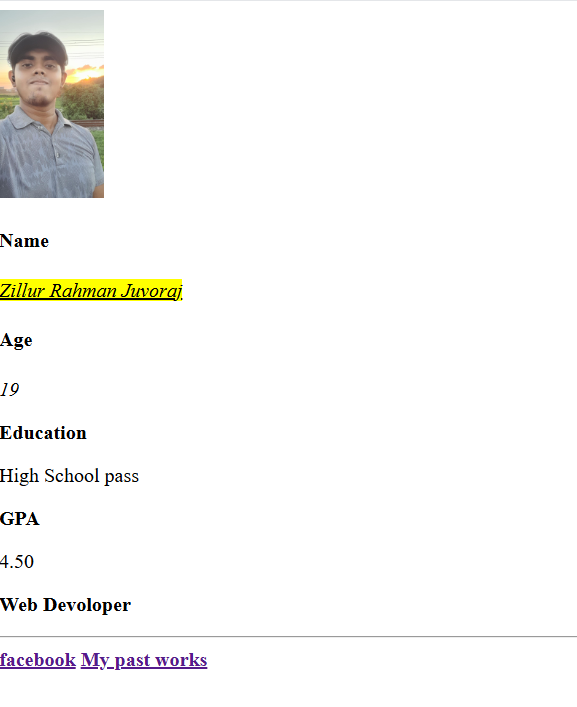 Name
Zillur Rahman Juvoraj
Age
19
Education
High School pass
GPA
4.50
Web Devoloper
facebook My past works